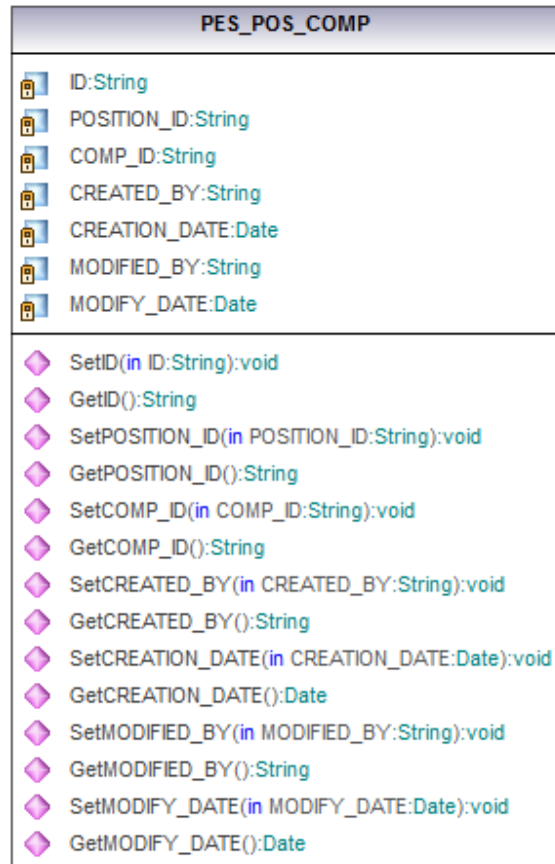 PES_POS_COMP
ID:String
POSITION_ID:String
COMP_ID:String
CREATED_BY:String
CREATION_DATE:Date
MODIFIED_BY:String
MODIFY_DATE:Date
SetID(in ID:String):void
GetID():String
SetPOSITION_ID(in POSITION_ID:String):void
GetPOSITION_ID():String
SetCOMP_ID(in COMP_ID:String):void
GetCOMP_ID():String
SetCREATED_BY(in CREATED_BY:String):void
GetCREATED_BY():String
SetCREATION_DATE(in CREATION_DATE:Date):void
GetCREATION_DATE():Date
SetMODIFIED_BY(in MODIFIED_BY:String):void
GetMODIFIED_BY():String
SetMODIFY_DATE(in MODIFY_DATE:Date):void
GetMODIFY_DATE():Date